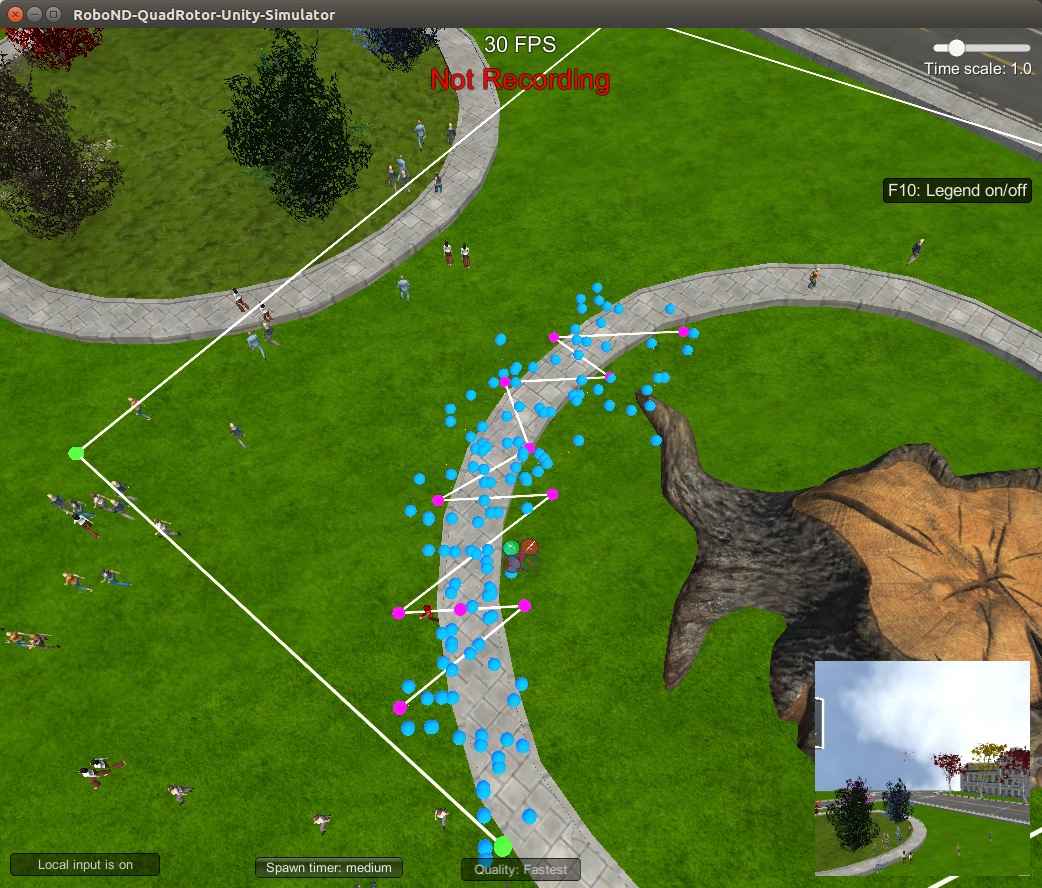 RoboND-QuadRotor-Unity-Simulator
30 FPS
Not Recording
Time scale: 1.0
F10: Legend on/off
Local input is on
Spawn timer: medium
Quality: Fastest